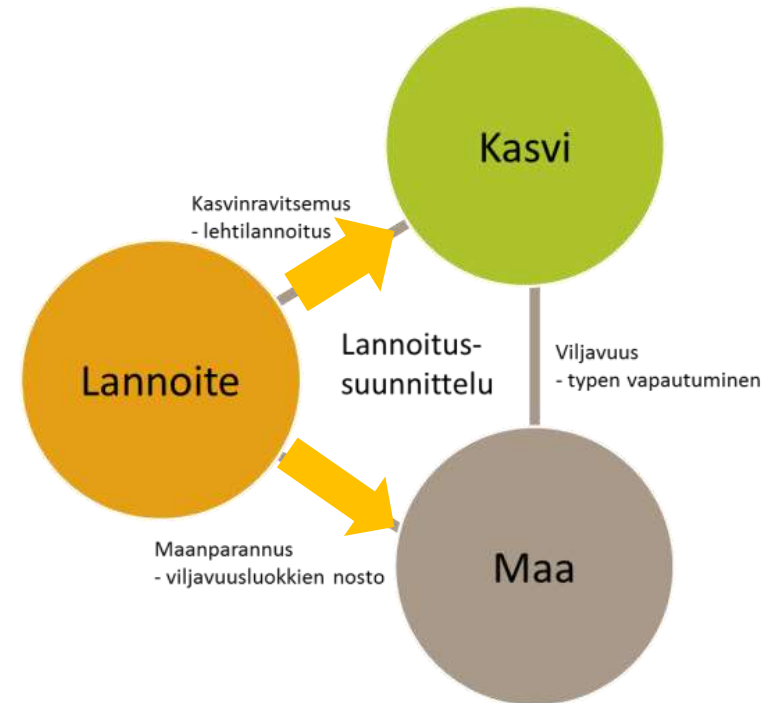 Kasvi
Kasvinravitsemus
- lehtilannoitus
Lannoite
Lannoitus-
suunnittelu
Viljavuus
- typen vapautuminen
Maanparannus
- viljavuusluokkien nosto
Maa